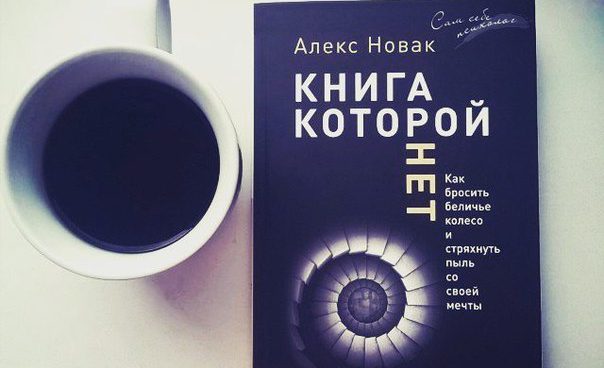 Сам себе
психолог
Алекс Новак
КНИГА
КОТОРОЙ
НЕТ
Как
бросить
беличье
колесо
и
стряхнуть
пыль
со
своей
мечты